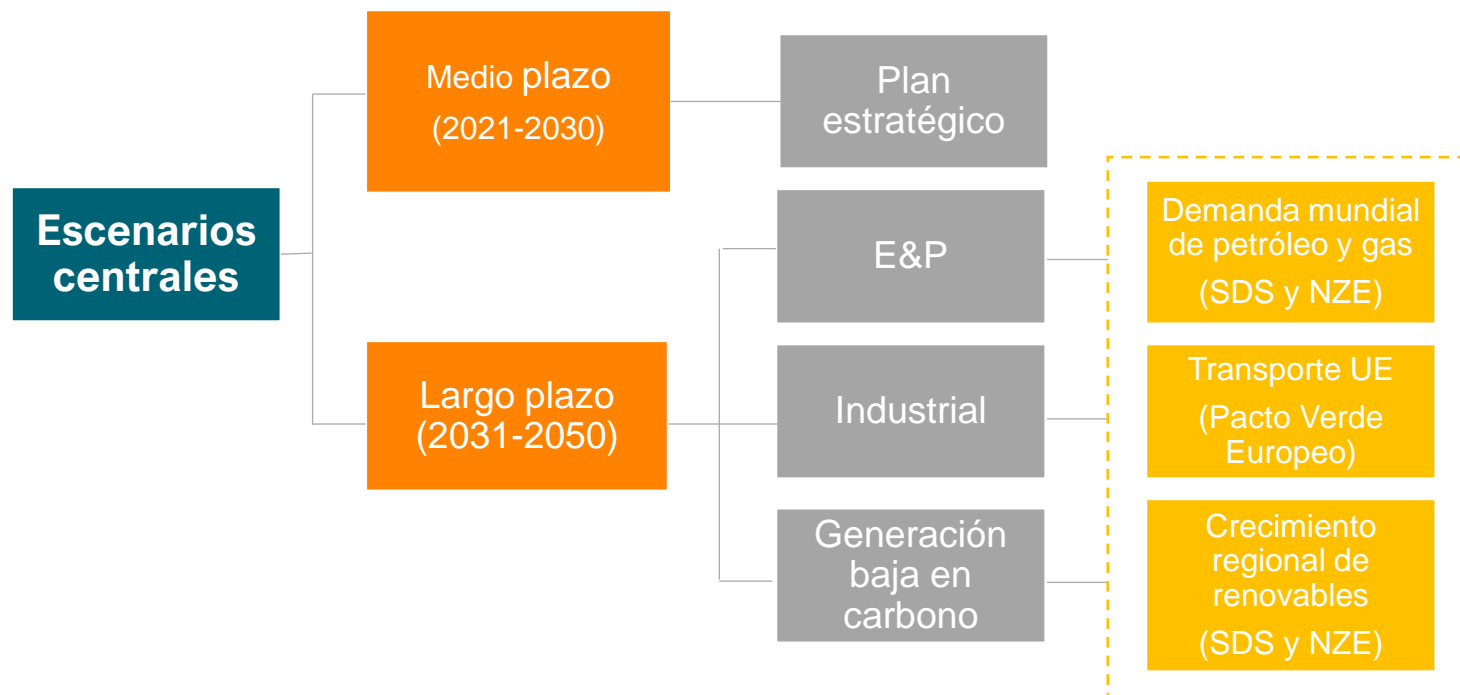 Escenarios
centrales
Medio plazo
(2021-2030)
Plan
estratégico
Largo plazo
(2031-2050)
E&P
Industrial
Generación
baja en
carbono
Demanda mundial
de petróleo y gas
(SDS y NZE)
Transporte UE
(Pacto Verde
Europeo)
Crecimiento
regional de
renovables
(SDS y NZE)